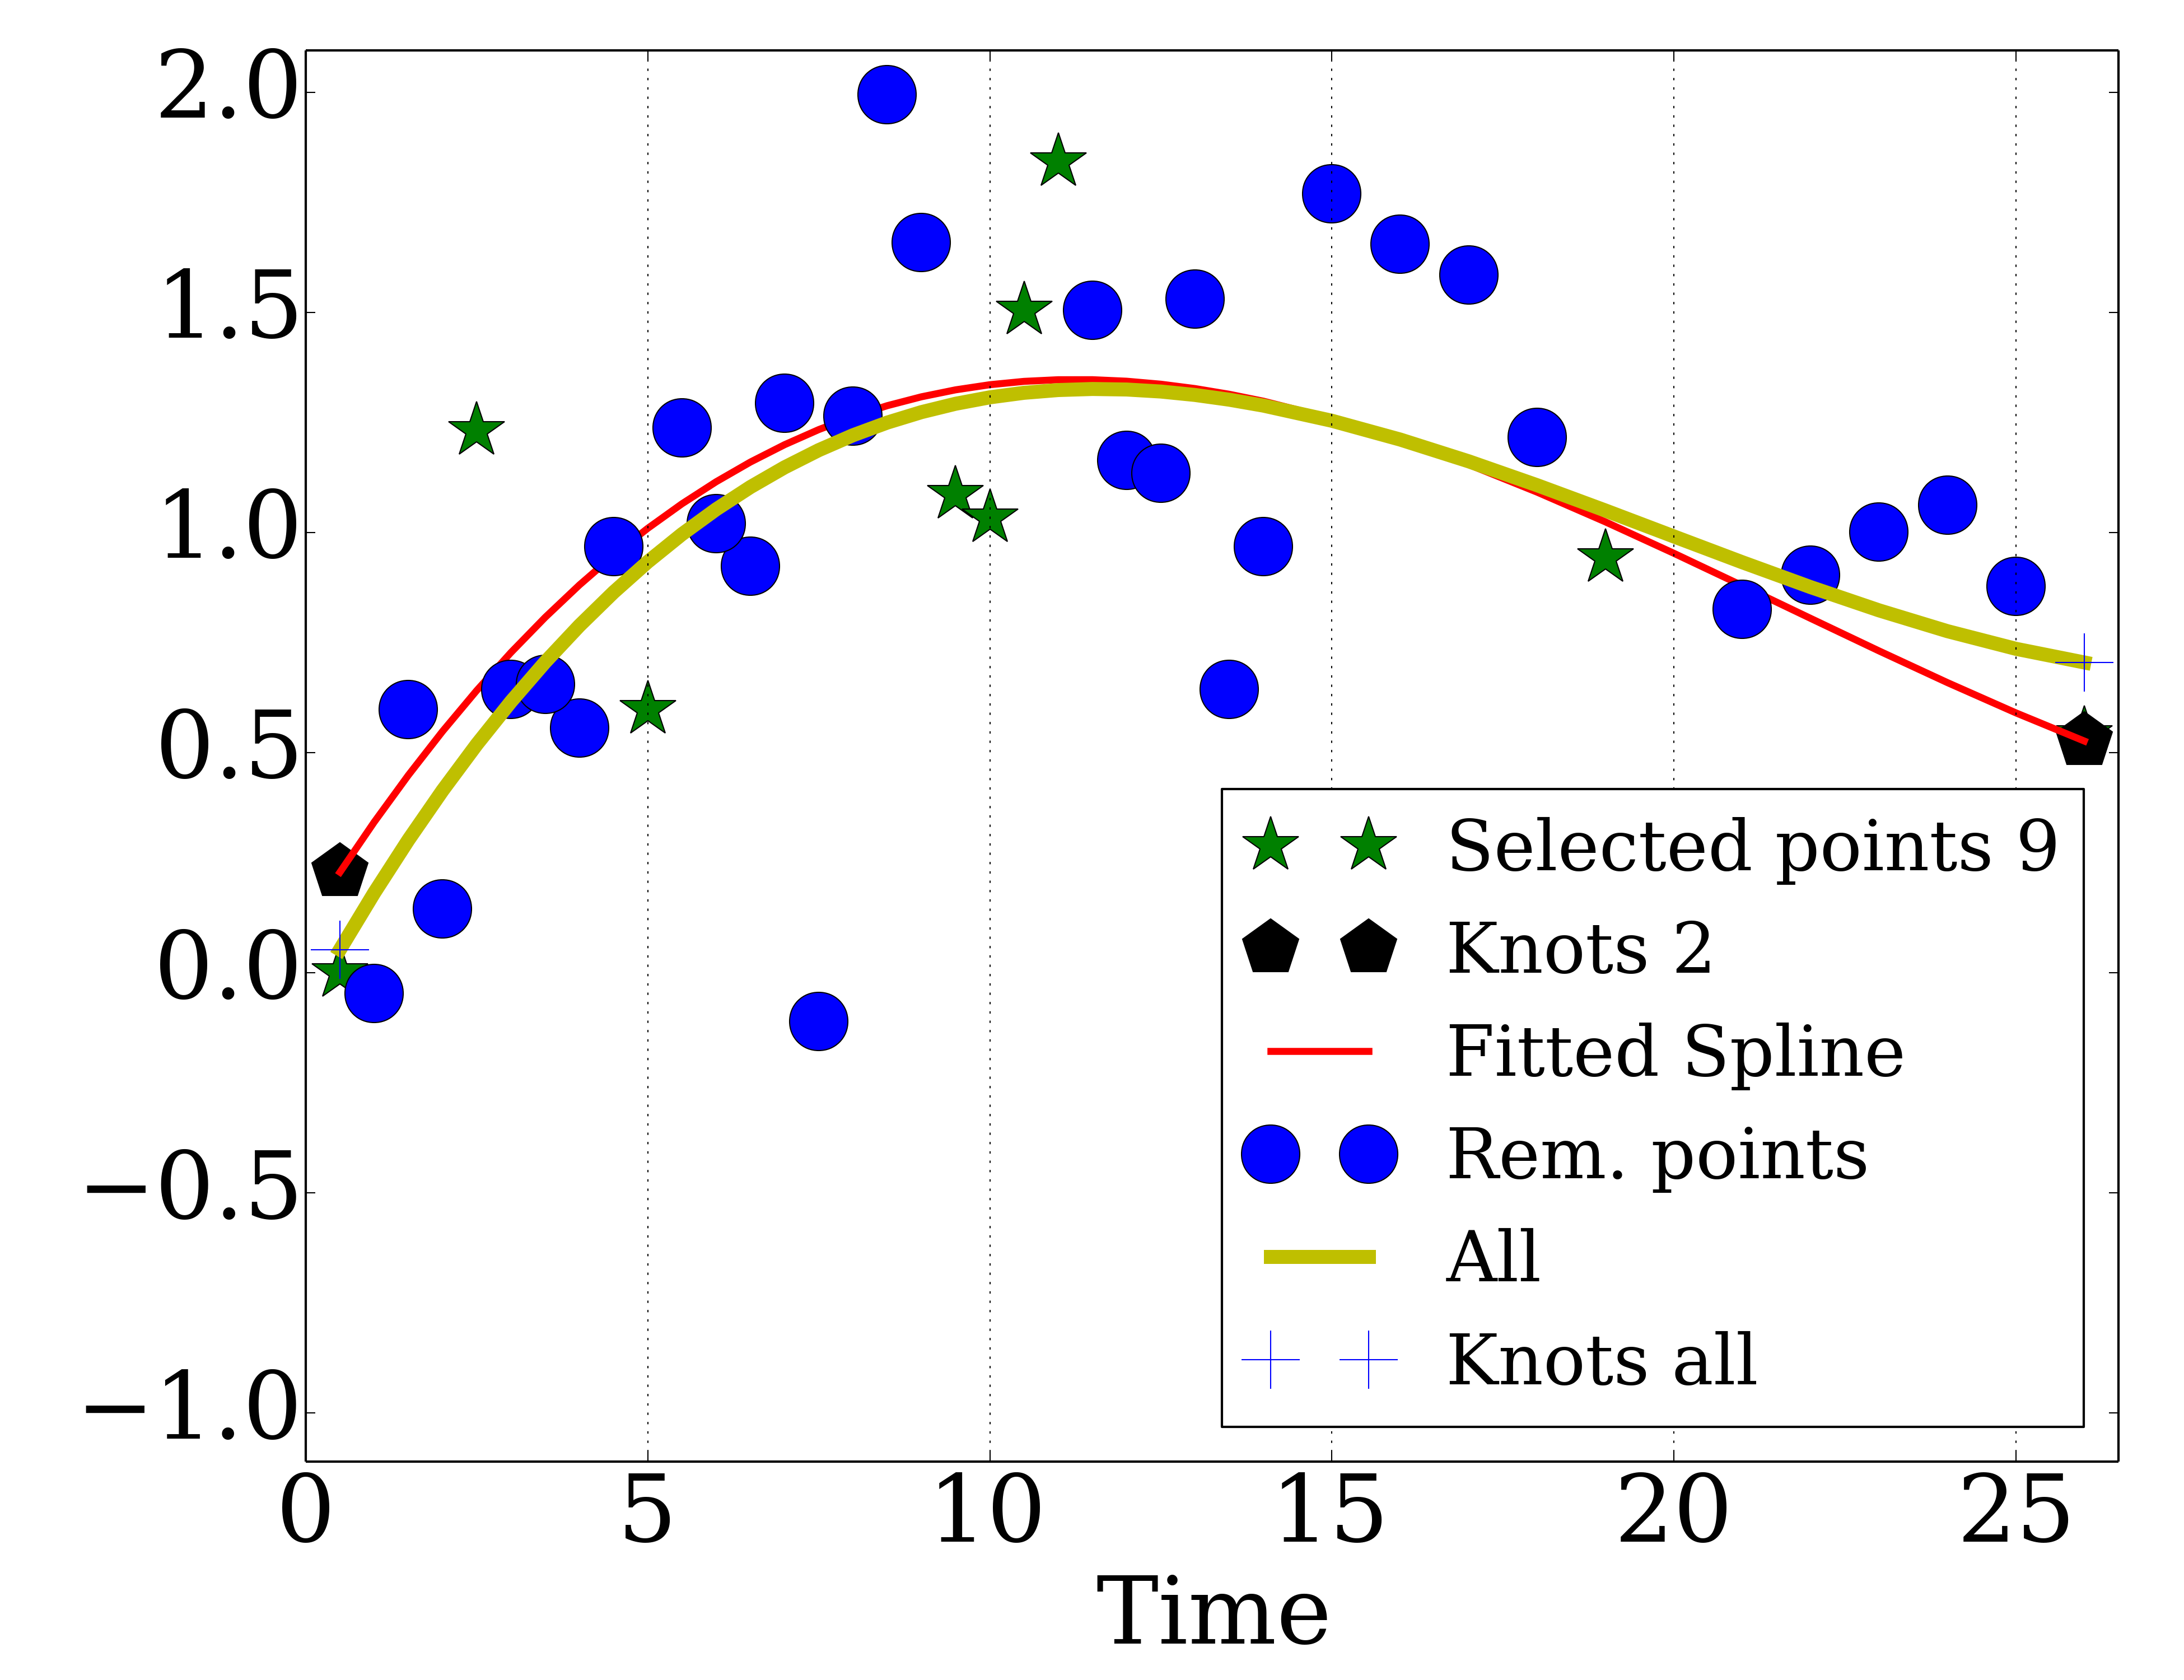 2.0
1.5
1.0
0.5
0.0
−0.5
−1.0
0 5 10 15 20 25
Time
Selected points 9
Knots 2
Fitted Spline
Rem. points
All
Knots all